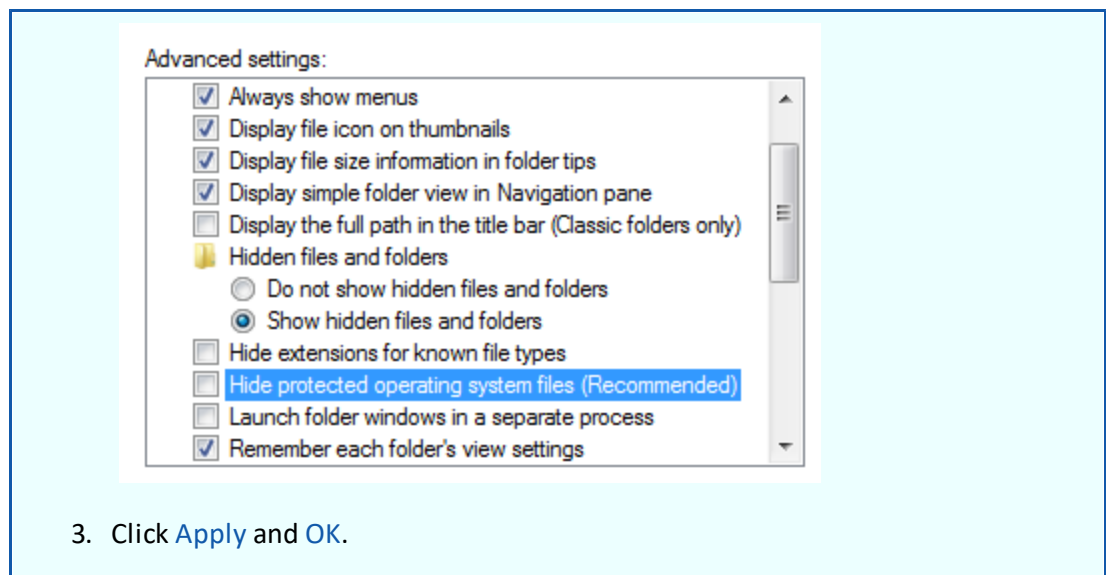 Advanced settings:
Always show menus
Display file icon on thumbnails
Display file size information in folder tips
Display simple folder view in Navigation pane
Display the full path in the title bar (Classic folders only)
Hidden files and folders
Do not show hidden files and folders
Show hidden files and folders
Hide extensions for known file types
Hide protected operating system files (Recommended)
Launch folder windows in a separate process
Remember each folder's view settings
3. Click Apply and OK.